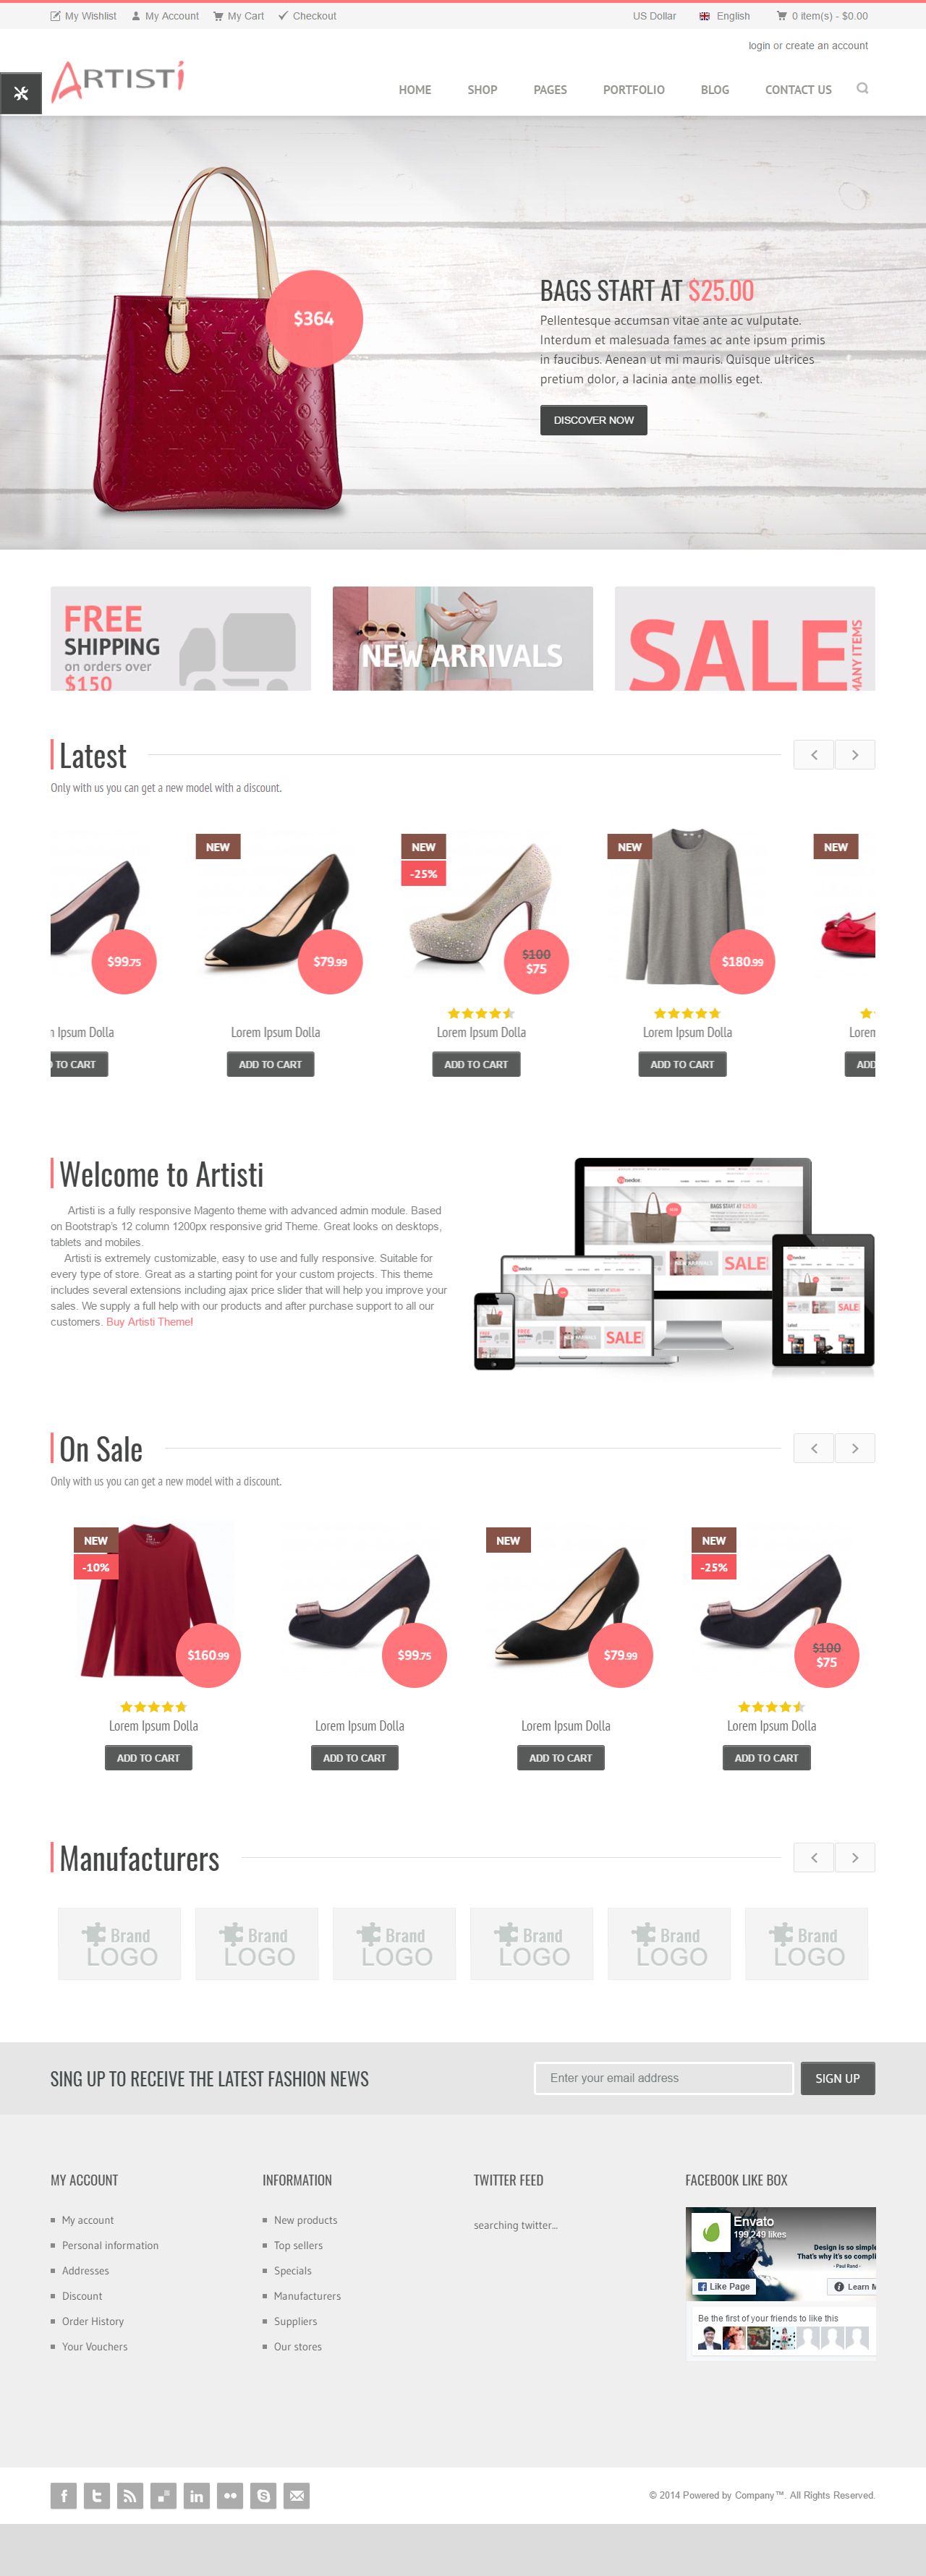 My Wishlist My Account My Cart Checkout US Dollar English 0 item(s) - $0.00
login or create an account
ARTISTi
HOME SHOP PAGES PORTFOLIO BLOG CONTACT US
$364
BAGS START AT $25.00
Pellentesque accumsan vitae ante ac vulputate.
Interdum et malesuada fames ac ante ipsum primis
in faucibus. Aenean ut mi mauris. Quisque ultrices
pretium dolor, a lacinia ante mollis eget.
DISCOVER NOW
FREE
SHIPPING
on orders over
$150
NEW ARRIVALS
SALE
MANY ITEMS
Latest
Only with us you can get a new model with a discount.
NEW NEW NEW NEW
-25%
$99.75 $79.99 $100 $180.99
$75
Ipsum Dolla Lorem Ipsum Dolla Lorem Ipsum Dolla Lorem Ipsum Dolla Loren
TO CART ADD TO CART ADD TO CART ADD TO CART ADD
Welcome to Artisti
Artisti is a fully responsive Magento theme with advanced admin module. Based
on Bootstrap's 12 column 1200px responsive grid Theme. Great looks on desktops,
tablets and mobiles.
Artisti is extremely customizable, easy to use and fully responsive. Suitable for
every type of store. Great as a starting point for your custom projects. This theme
includes several extensions including ajax price slider that will help you improve your
sales. We supply a full help with our products and after purchase support to all our
customers. Buy Artisti Theme!
BAGS START AT $25.00
NEW ARRIVALS SALE
FREE SHIPPING NEW ARRIVALS SALE
SALE
On Sale
Only with us you can get a new model with a discount.
NEW NEW NEW
-10% -25%
$160.99 $99.75 $79.99 $100
$75
Lorem Ipsum Dolla Lorem Ipsum Dolla Lorem Ipsum Dolla Lorem Ipsum Dolla
ADD TO CART ADD TO CART ADD TO CART ADD TO CART
Manufacturers
Brand Brand Brand Brand Brand Brand
LOGO LOGO LOGO LOGO LOGO LOGO
SING UP TO RECEIVE THE LATEST FASHION NEWS Enter your email address SIGN UP
MY ACCOUNT
My account
Personal information
Addresses
Discount
Order History
Your Vouchers
INFORMATION
New products
Top sellers
Specials
Manufacturers
Suppliers
Our stores
TWITTER FEED
searching twitter...
FACEBOOK LIKE BOX
Envato
199,249 likes
Design is so simple
That's why it's so compli
- Paul Rand -
Like Page Learn M
Be the first of your friends to like this
© 2014 Powered by Company™. All Rights Reserved.